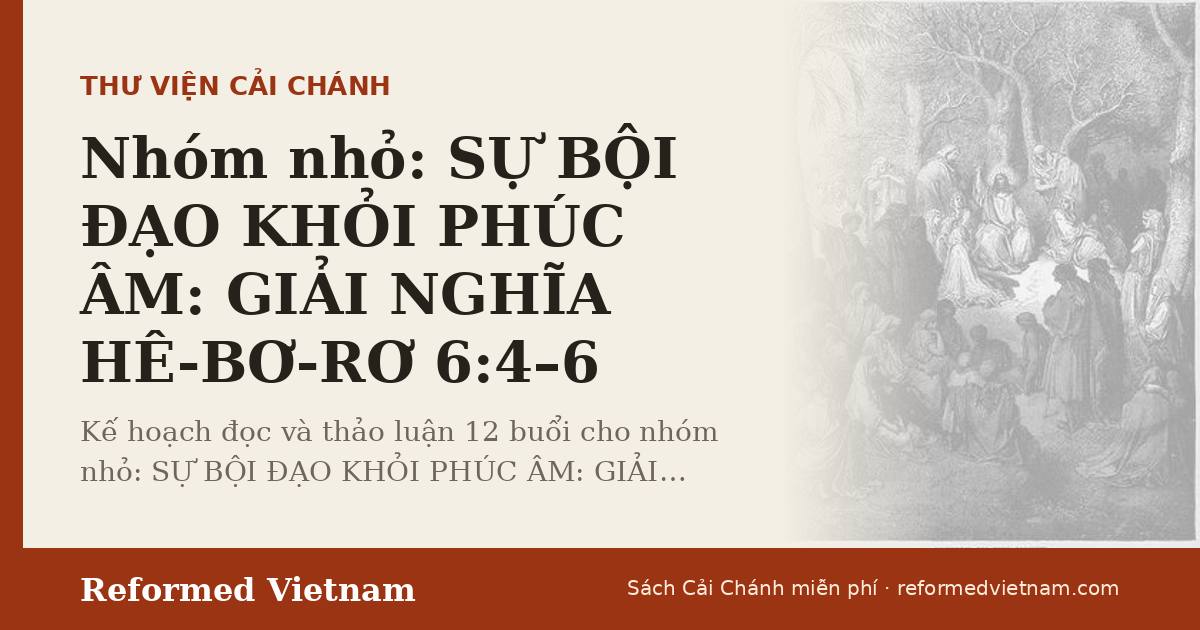 THƯ VIỆN CẢI CHÁNH
Nhóm nhỏ: SỰ BỘI
ĐẠO KHỎI PHÚC
ÂM: GIẢI NGHĨA
HÊ-BƠ-RƠ 6:4–6
Kế hoạch đọc và thảo luận 12 buổi cho nhóm
nhỏ: SỰ BỘI ĐẠO KHỎI PHÚC ÂM: GIẢI...
Reformed Vietnam
Sách Cải Chánh miễn phí · reformedvietnam.com